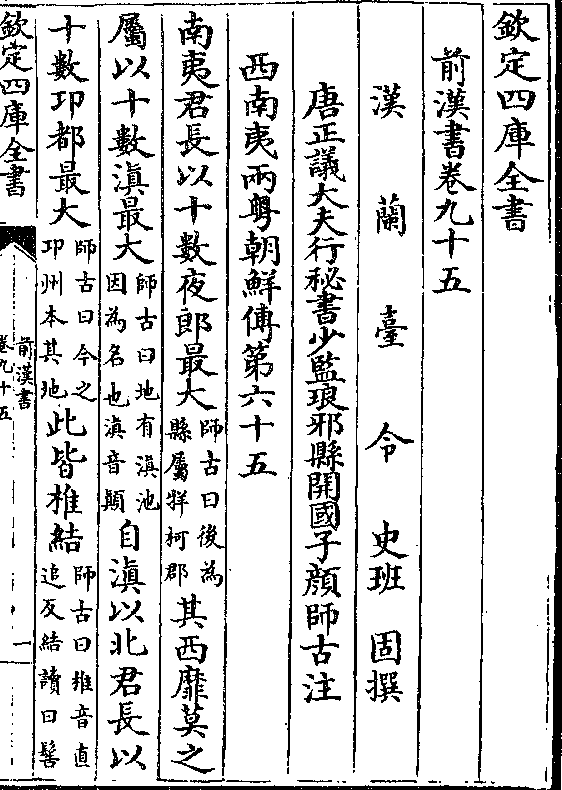 欽定四庫全書
前漢書卷九十五
漢蘭臺令史班固撰
唐正議大夫行秘書少監琅邪縣開國子顏師古注
西南夷兩粤朝鮮傳第六十五
南夷君長以十數夜郎最大師古曰後為縣屬牂柯郡其西靡莫之
屬以十數滇最大師古曰地有滇池因為名也滇音顛自滇以北君長以
十數邛都最大師古曰今之邛州本其地此皆椎結師古曰椎音直追反結讀曰髻
欽定四庫全書
前漢書
卷九十五
一